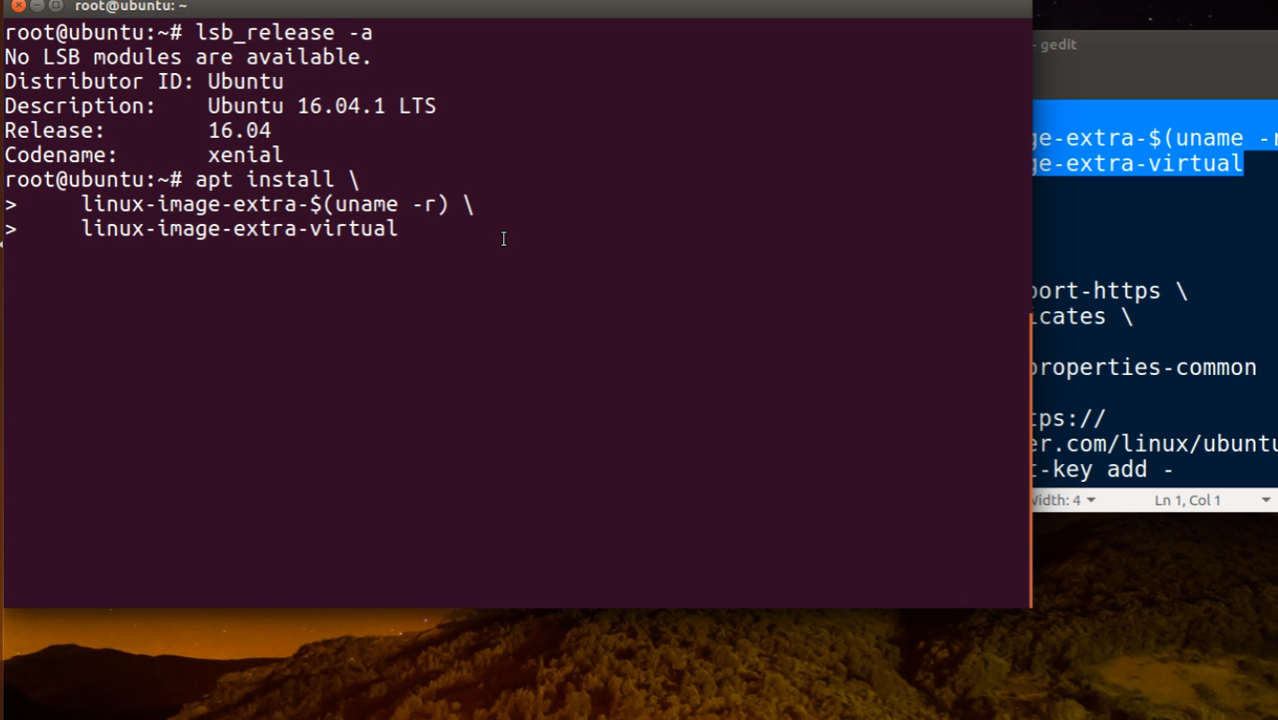 root@ubuntu: ~
root@ubuntu:~# lsb_release -a
No LSB modules are available.
Distributor ID: Ubuntu
Description:    Ubuntu 16.04.1 LTS
Release:        16.04
Codename:       xenial
root@ubuntu:~# apt install \
>     linux-image-extra-$(uname -r) \
>     linux-image-extra-virtual
- gedit
ge-extra-$(uname -r
ge-extra-virtual
port-https \
icates \
properties-common
tps://
er.com/linux/ubuntu
t-key add -
Width: 4
Ln 1, Col 1